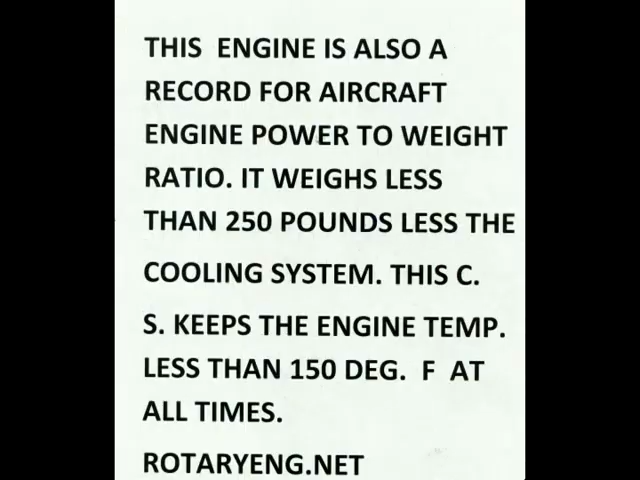 THIS  ENGINE IS ALSO A
RECORD FOR AIRCRAFT
ENGINE POWER TO WEIGHT
RATIO. IT WEIGHS LESS
THAN 250 POUNDS LESS THE
COOLING SYSTEM. THIS C.
S. KEEPS THE ENGINE TEMP.
LESS THAN 150 DEG.  F  AT
ALL TIMES.
ROTARYENG.NET